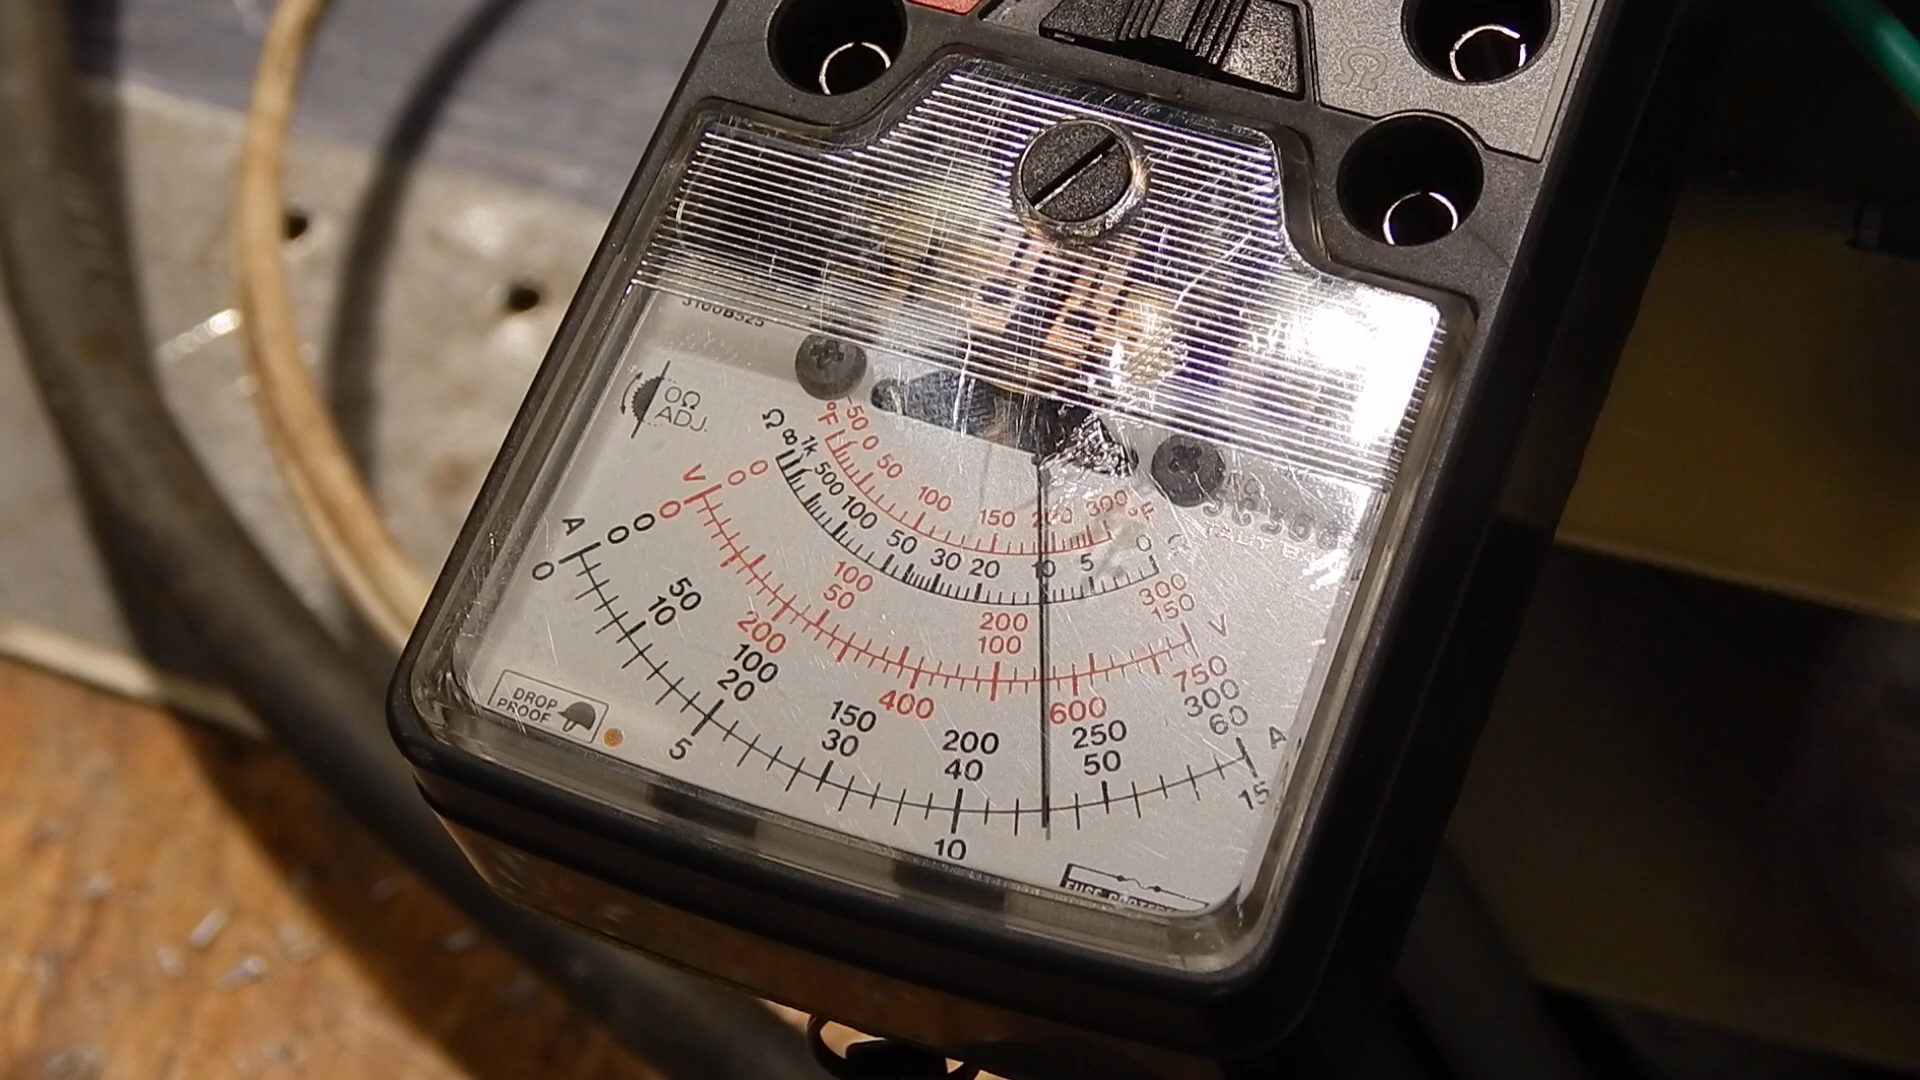 Ω
3100B525
0Ω
ADJ.
°F -50 0 50 100 150 200 300 °F
Ω ∞ 1k 500 100 50 30 20 10 5 0 Ω
0 100 200 300
V 0 50 100 150 V
0 200 400 600 750
0 50 100 150 200 250 300
A 0 10 20 30 40 50 60 A
0 5 10 15
DROP
PROOF